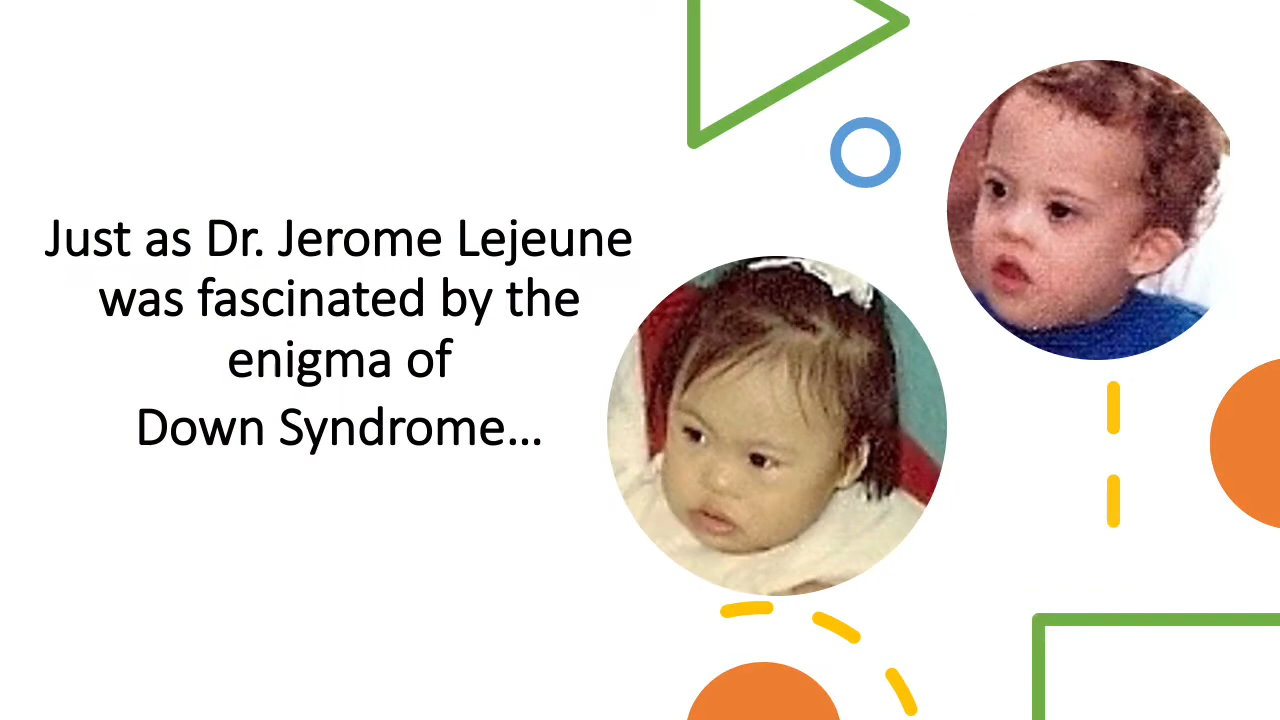 Just as Dr. Jerome Lejeune
was fascinated by the
enigma of
Down Syndrome...